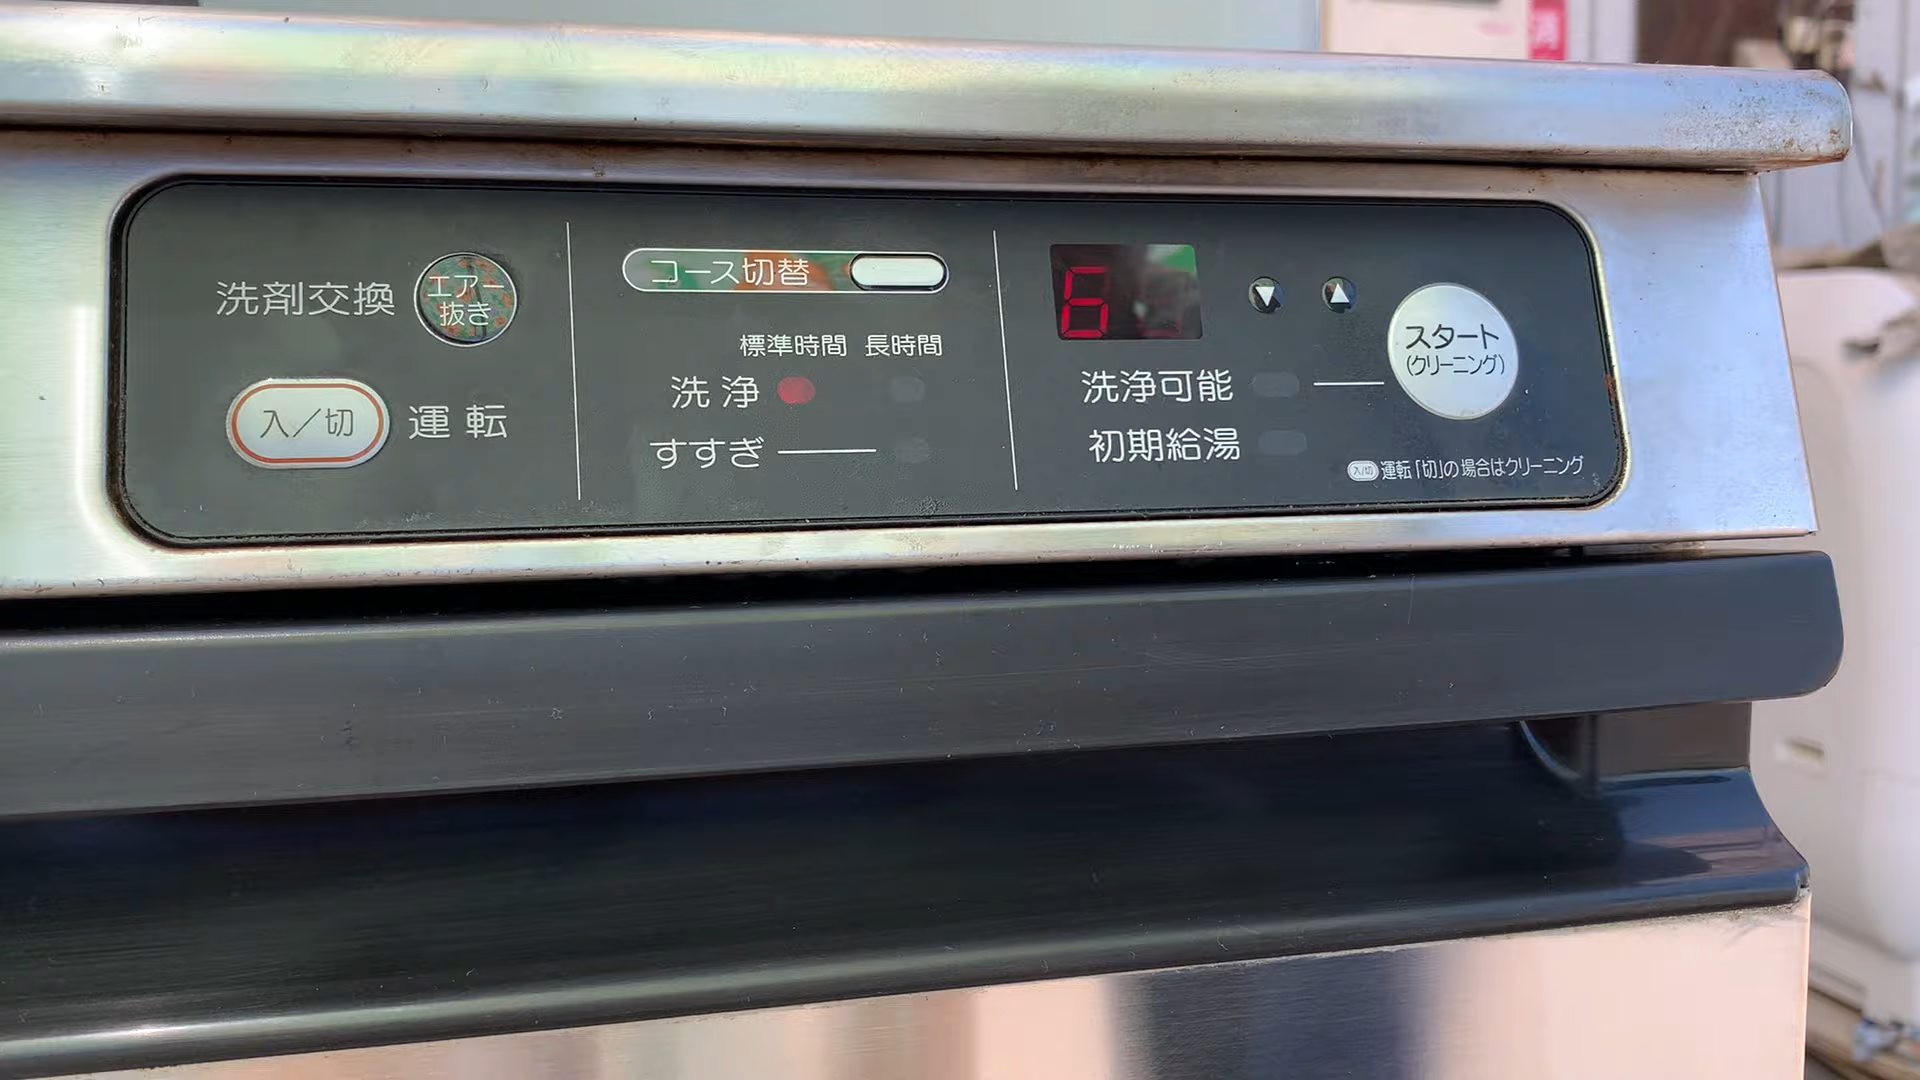 洗剤交換
エアー
抜き
入/切
運転
コース切替
標準時間 長時間
洗浄
すすぎ
6
▼ ▲
洗浄可能
初期給湯
スタート
(クリーニング)
入/切 運転「切」の場合はクリーニング